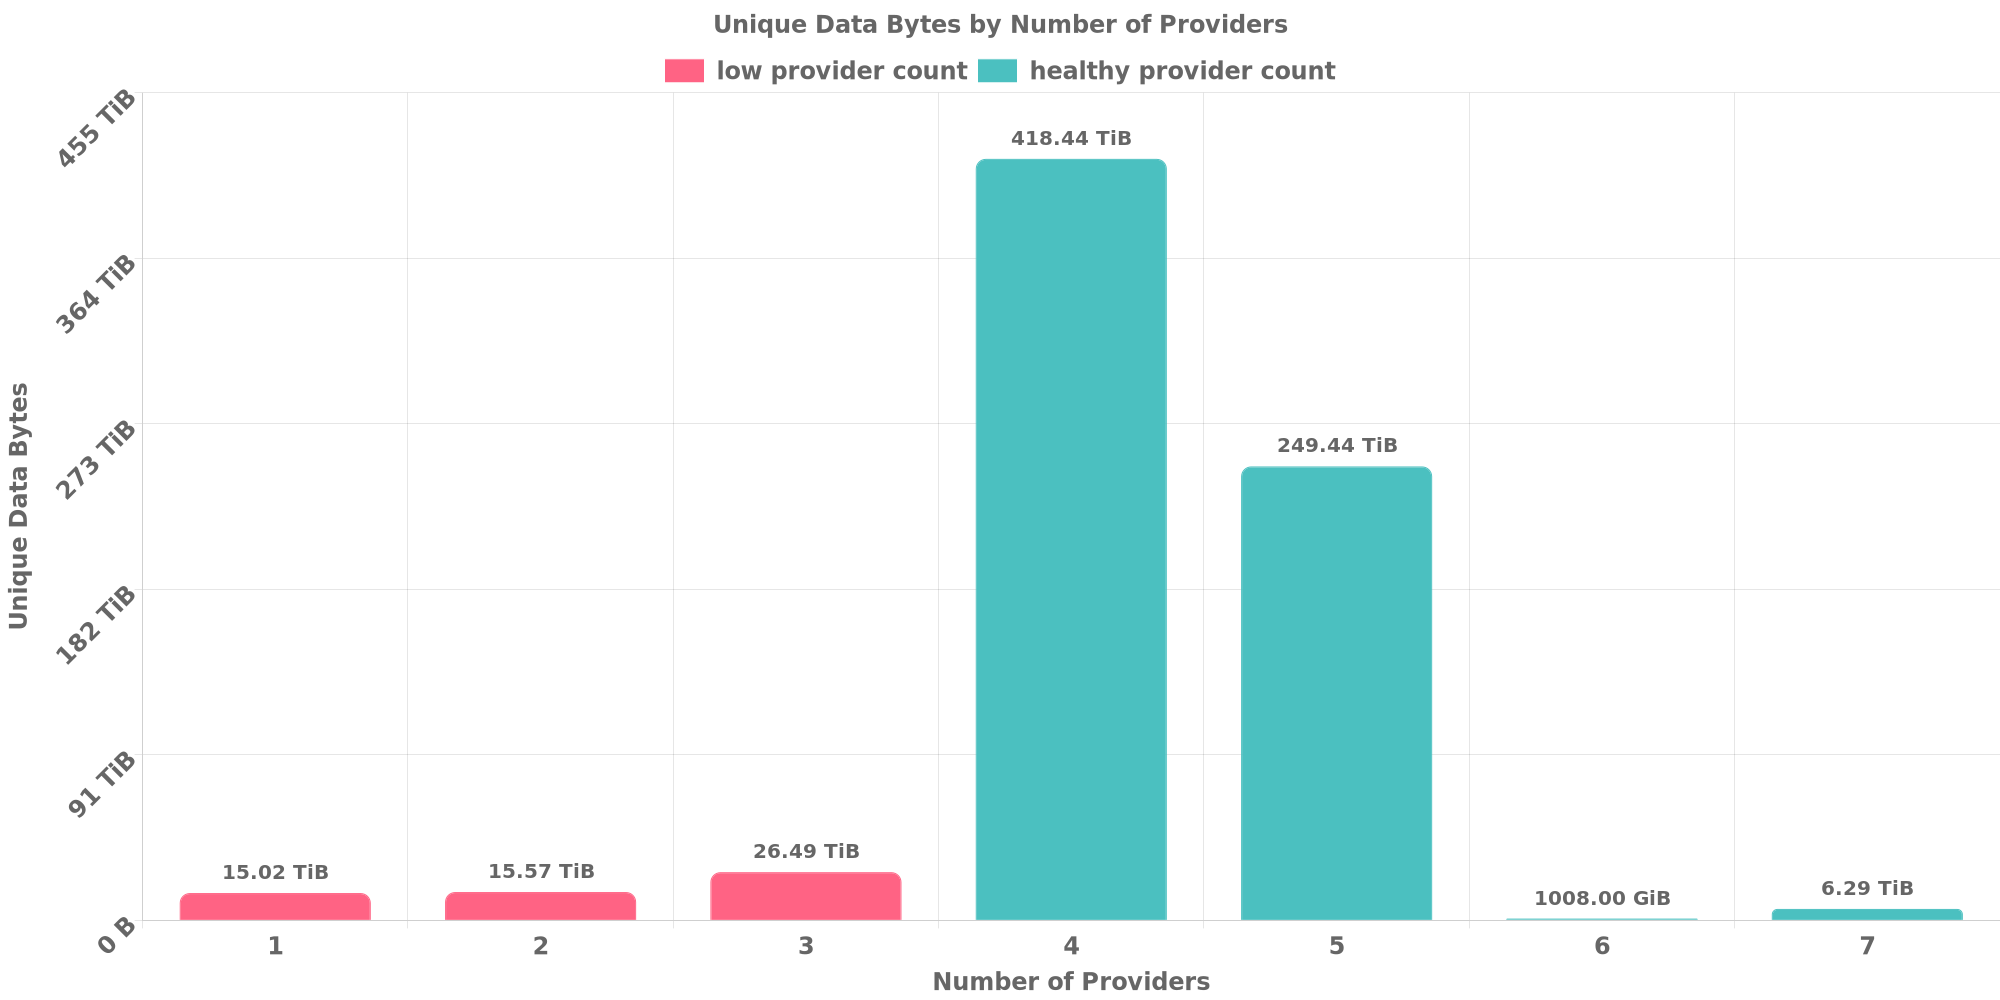 Unique Data Bytes by Number of Providers
low provider count healthy provider count
455 TiB
364 TiB
273 TiB
182 TiB
91 TiB
0 B
Unique Data Bytes
15.02 TiB
15.57 TiB
26.49 TiB
418.44 TiB
249.44 TiB
1008.00 GiB
6.29 TiB
1 2 3 4 5 6 7
Number of Providers